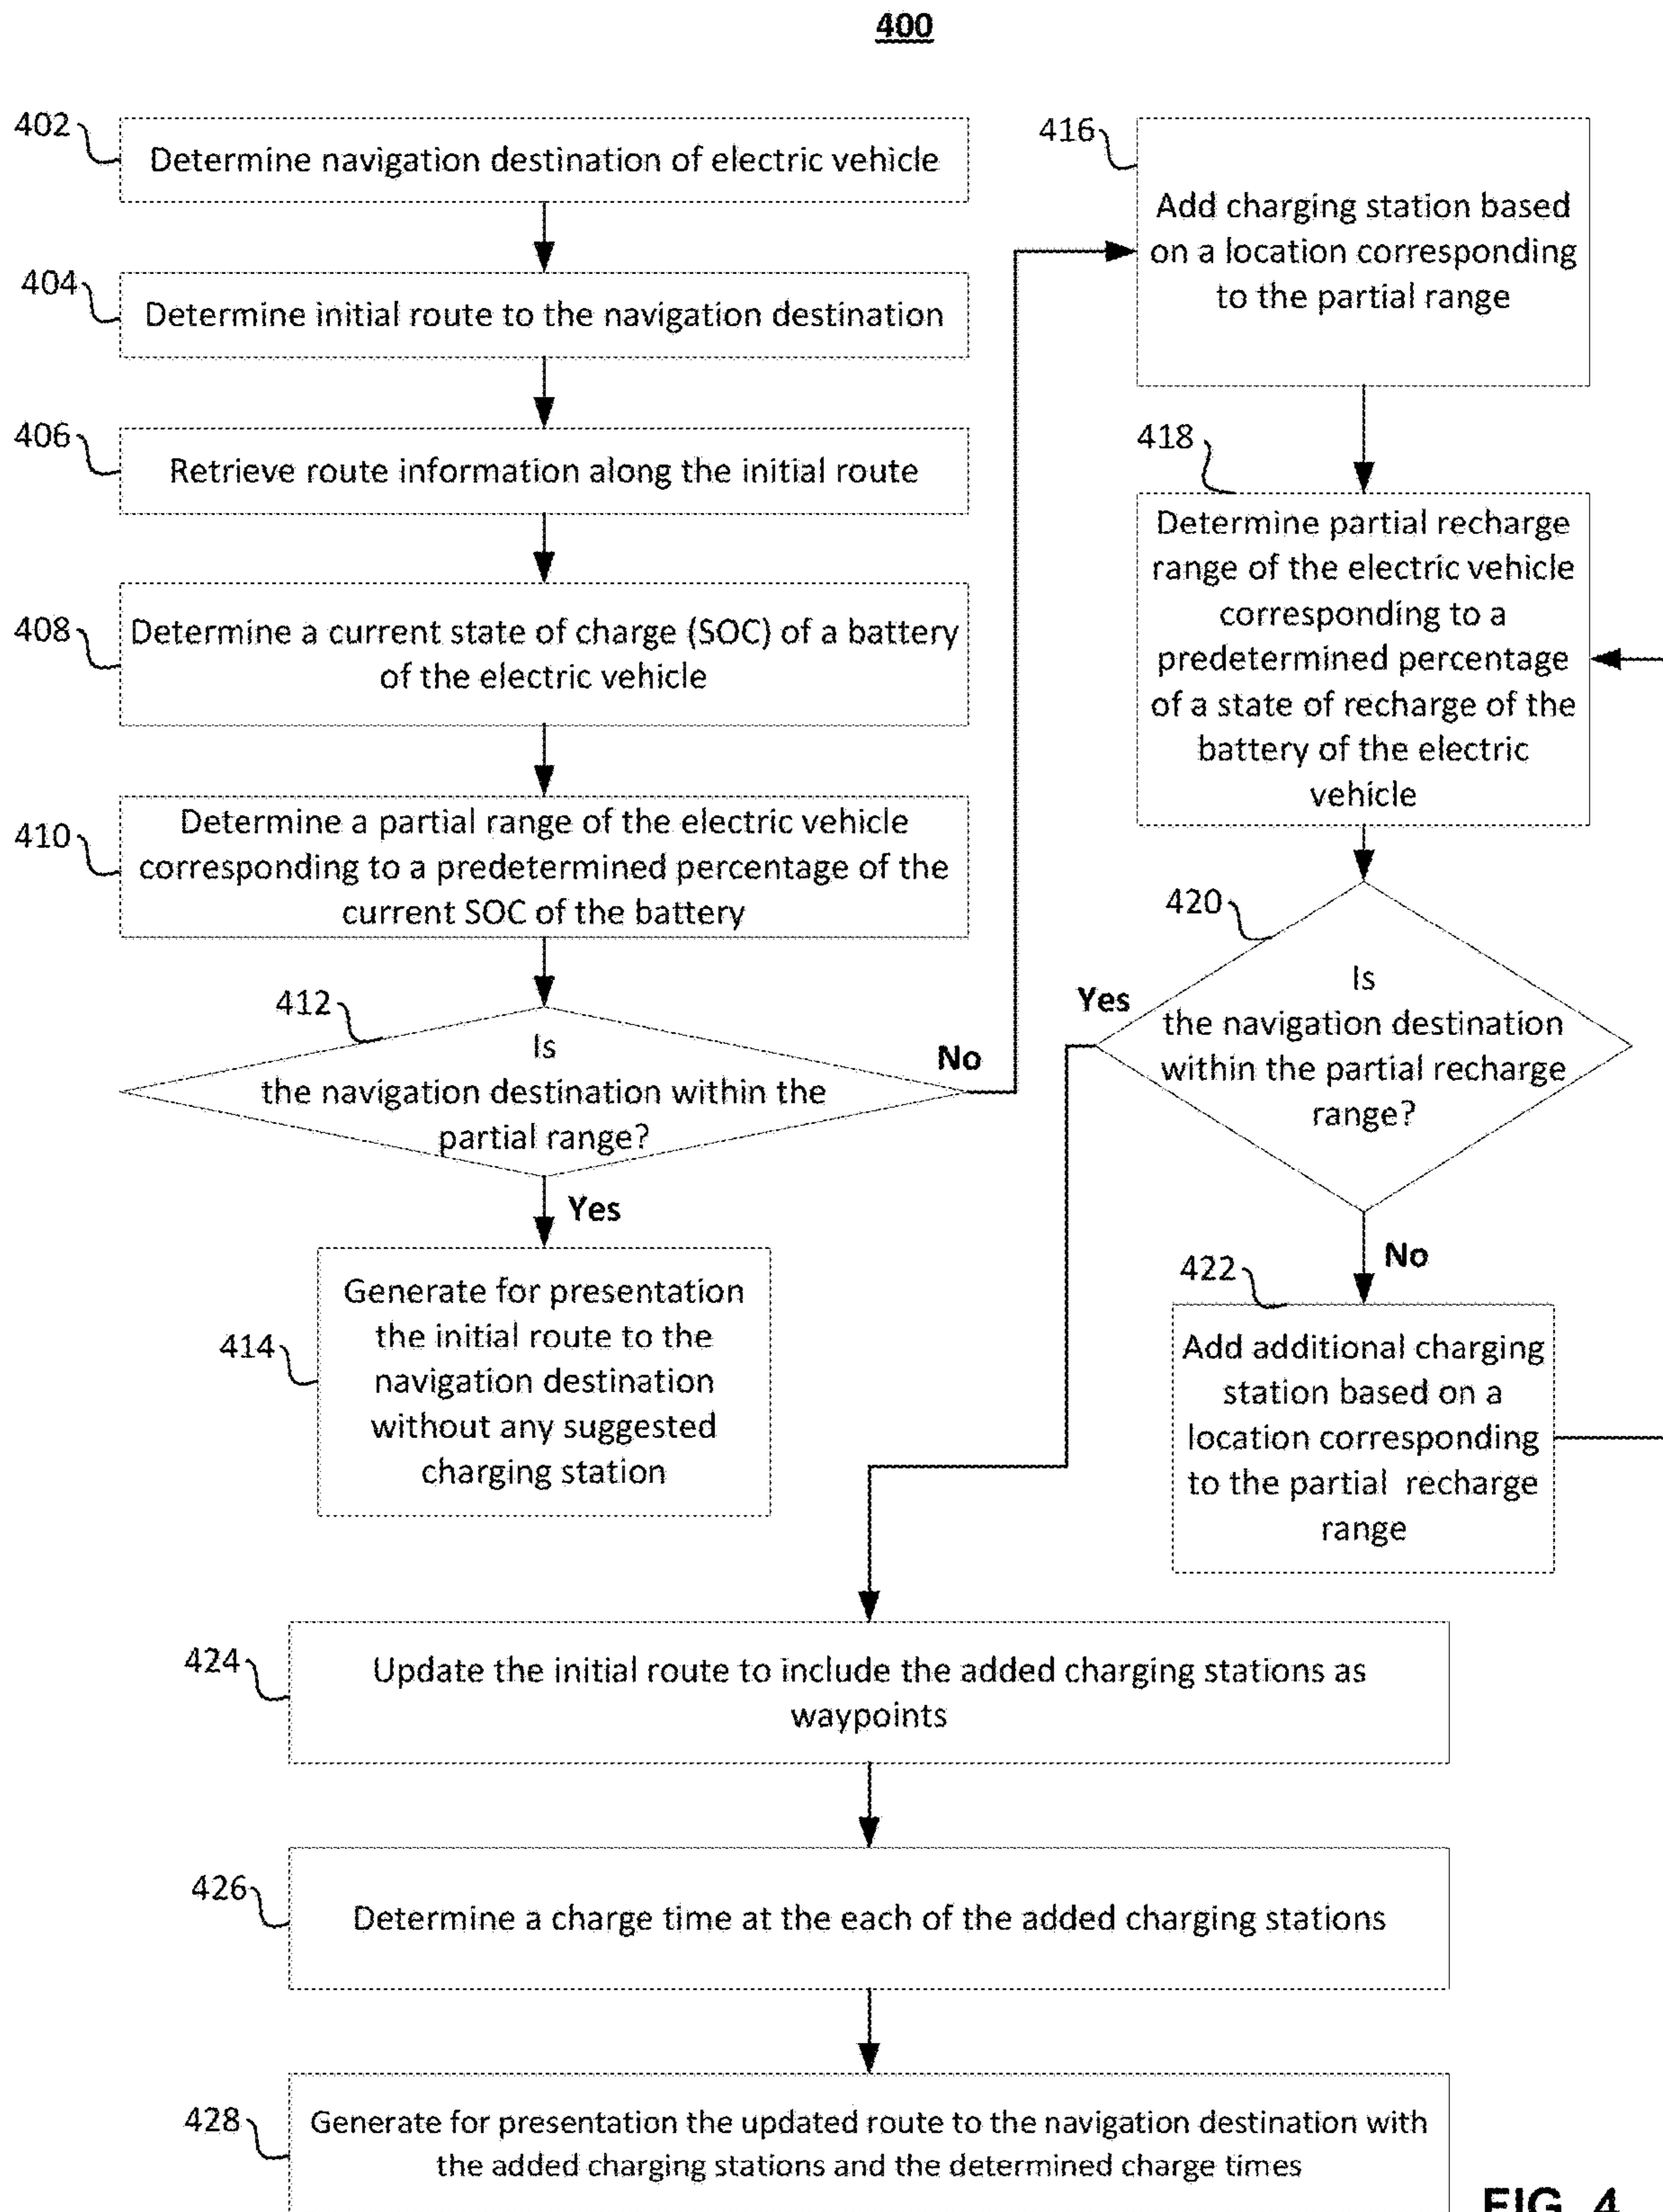 400
402
Determine navigation destination of electric vehicle
404
Determine initial route to the navigation destination
406
Retrieve route information along the initial route
408
Determine a current state of charge (SOC) of a battery
of the electric vehicle
410
Determine a partial range of the electric vehicle
corresponding to a predetermined percentage of the
current SOC of the battery
412
Is
the navigation destination within the
partial range?
No
Yes
414
Generate for presentation
the initial route to the
navigation destination
without any suggested
charging station
416
Add charging station based
on a location corresponding
to the partial range
418
Determine partial recharge
range of the electric vehicle
corresponding to a
predetermined percentage
of a state of recharge of the
battery of the electric
vehicle
420
Is
the navigation destination
within the partial recharge
range?
Yes
No
422
Add additional charging
station based on a
location corresponding
to the partial recharge
range
424
Update the initial route to include the added charging stations as
waypoints
426
Determine a charge time at the each of the added charging stations
428
Generate for presentation the updated route to the navigation destination with
the added charging stations and the determined charge times
FIG. 4